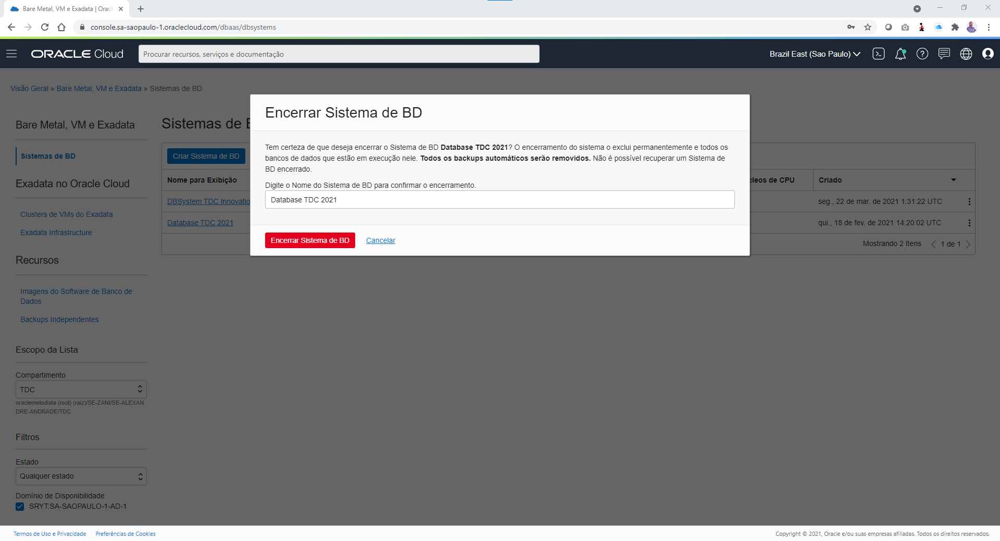 Bare Metal, VM e Exadata | Orac
console.sa-saopaulo-1.oraclecloud.com/dbaas/dbsystems
ORACLE Cloud
Procurar recursos, serviços e documentação
Brazil East (Sao Paulo)
Visão Geral » Bare Metal, VM e Exadata » Sistemas de BD
Bare Metal, VM e Exadata
Sistemas de BD
Exadata no Oracle Cloud
Clusters de VMs do Exadata
Exadata Infrastructure
Recursos
Imagens do Software de Banco de
Dados
Backups Independentes
Escopo da Lista
Compartimento
TDC
oraclemetodista (root) (raiz)/SE-ZANI/SE-ALEXAN
DRE-ANDRADE/TDC
Filtros
Estado
Qualquer estado
Domínio de Disponibilidade
SRYT:SA-SAOPAULO-1-AD-1
Sistemas de
Criar Sistema de BD
Nome para Exibição
cleos de CPU
Criado
DBSystem TDC Innovatio
seg., 22 de mar. de 2021 1:31:22 UTC
Database TDC 2021
qui., 18 de fev. de 2021 14:20:02 UTC
Mostrando 2 Itens
1 de 1
Encerrar Sistema de BD
Tem certeza de que deseja encerrar o Sistema de BD Database TDC 2021? O encerramento do sistema o exclui permanentemente e todos os
bancos de dados que estão em execução nele. Todos os backups automáticos serão removidos. Não é possível recuperar um Sistema de
BD encerrado.
Digite o Nome do Sistema de BD para confirmar o encerramento.
Database TDC 2021
Encerrar Sistema de BD
Cancelar
Termos de Uso e Privacidade
Preferências de Cookies
Copyright © 2021, Oracle e/ou suas empresas afiliadas. Todos os direitos reservados.